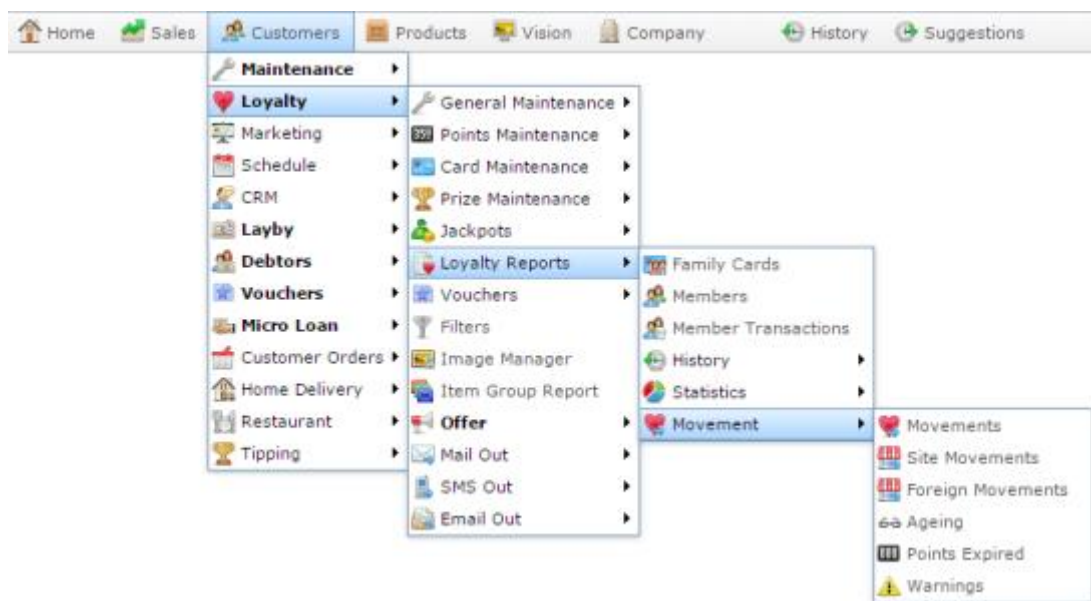 Home Sales Customers Products Vision Company History Suggestions
Maintenance
Loyalty
Marketing
Schedule
CRM
Layby
Debtors
Vouchers
Micro Loan
Customer Orders
Home Delivery
Restaurant
Tipping
General Maintenance
Points Maintenance
Card Maintenance
Prize Maintenance
Jackpots
Loyalty Reports
Vouchers
Filters
Image Manager
Item Group Report
Offer
Mail Out
SMS Out
Email Out
Family Cards
Members
Member Transactions
History
Statistics
Movement
Movements
Site Movements
Foreign Movements
Ageing
Points Expired
Warnings